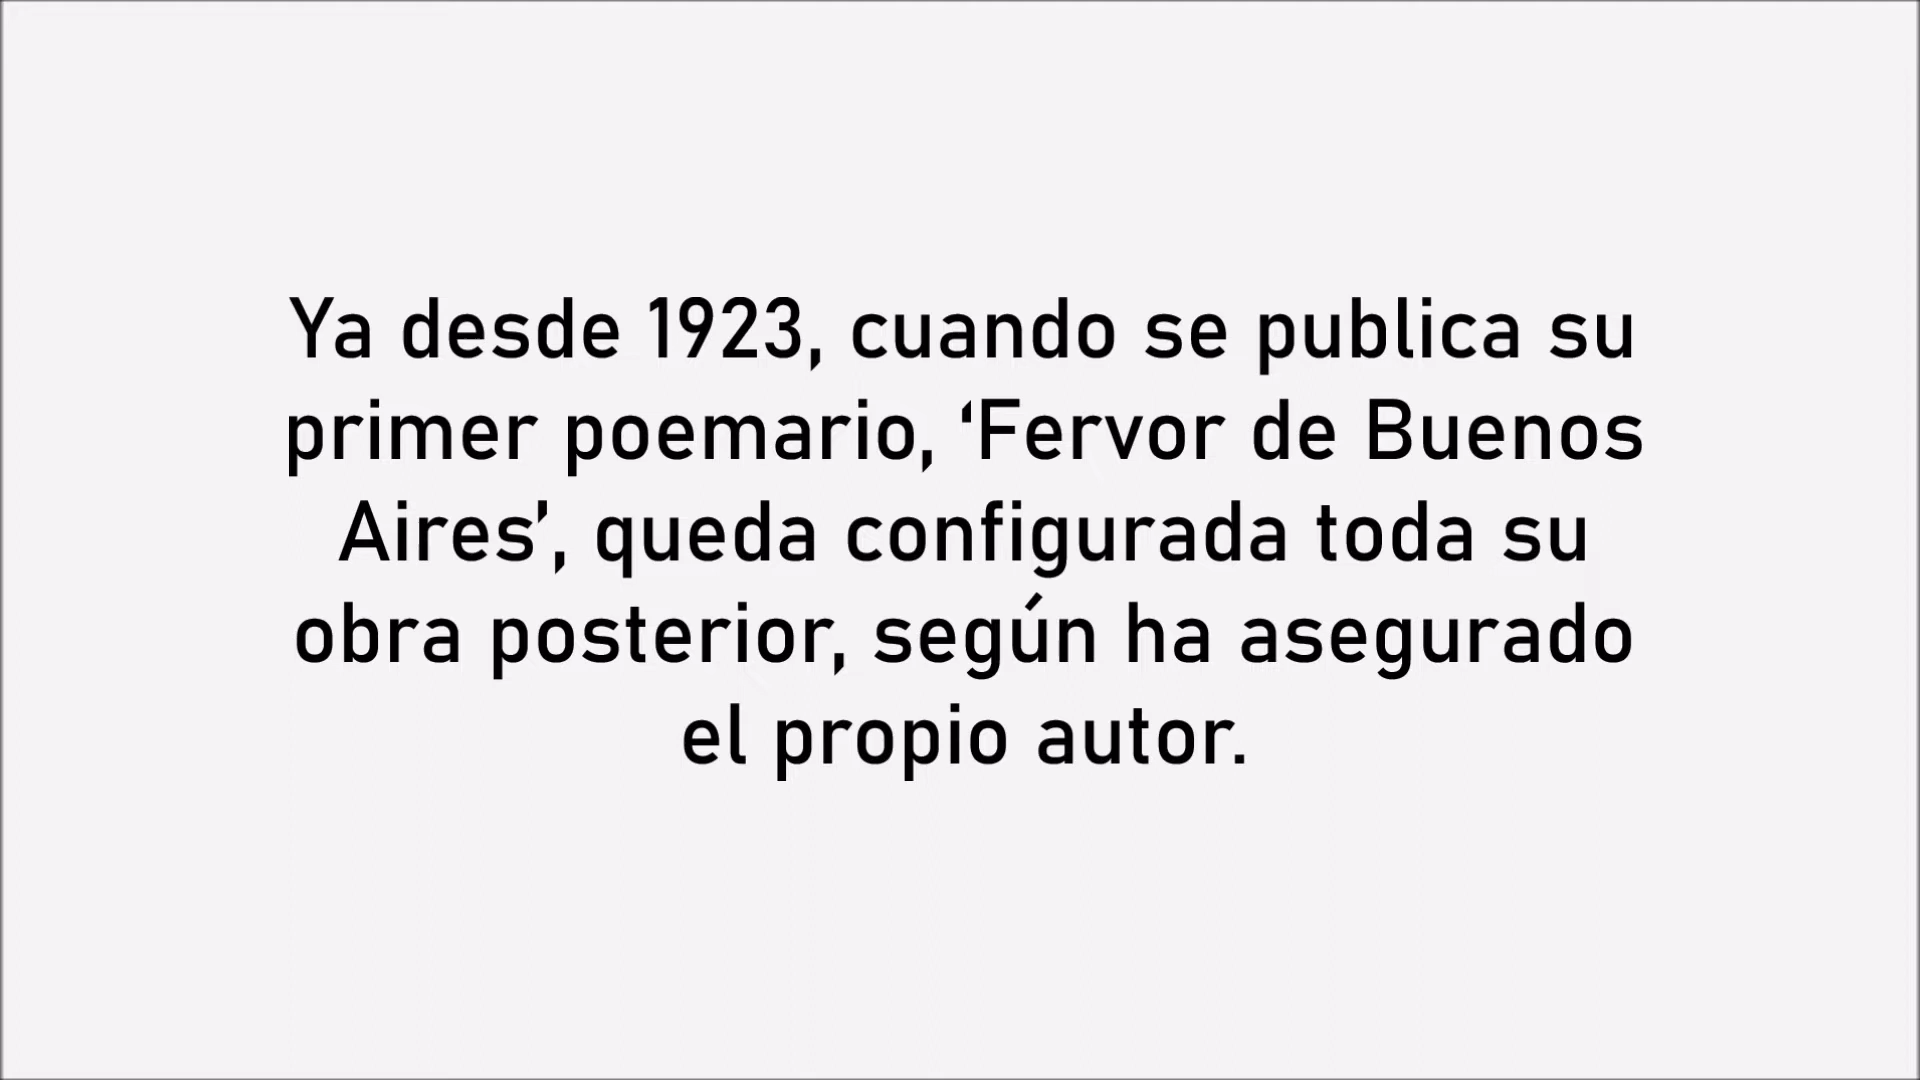 Ya desde 1923, cuando se publica su
primer poemario, ‘Fervor de Buenos
Aires’, queda configurada toda su
obra posterior, según ha asegurado
el propio autor.